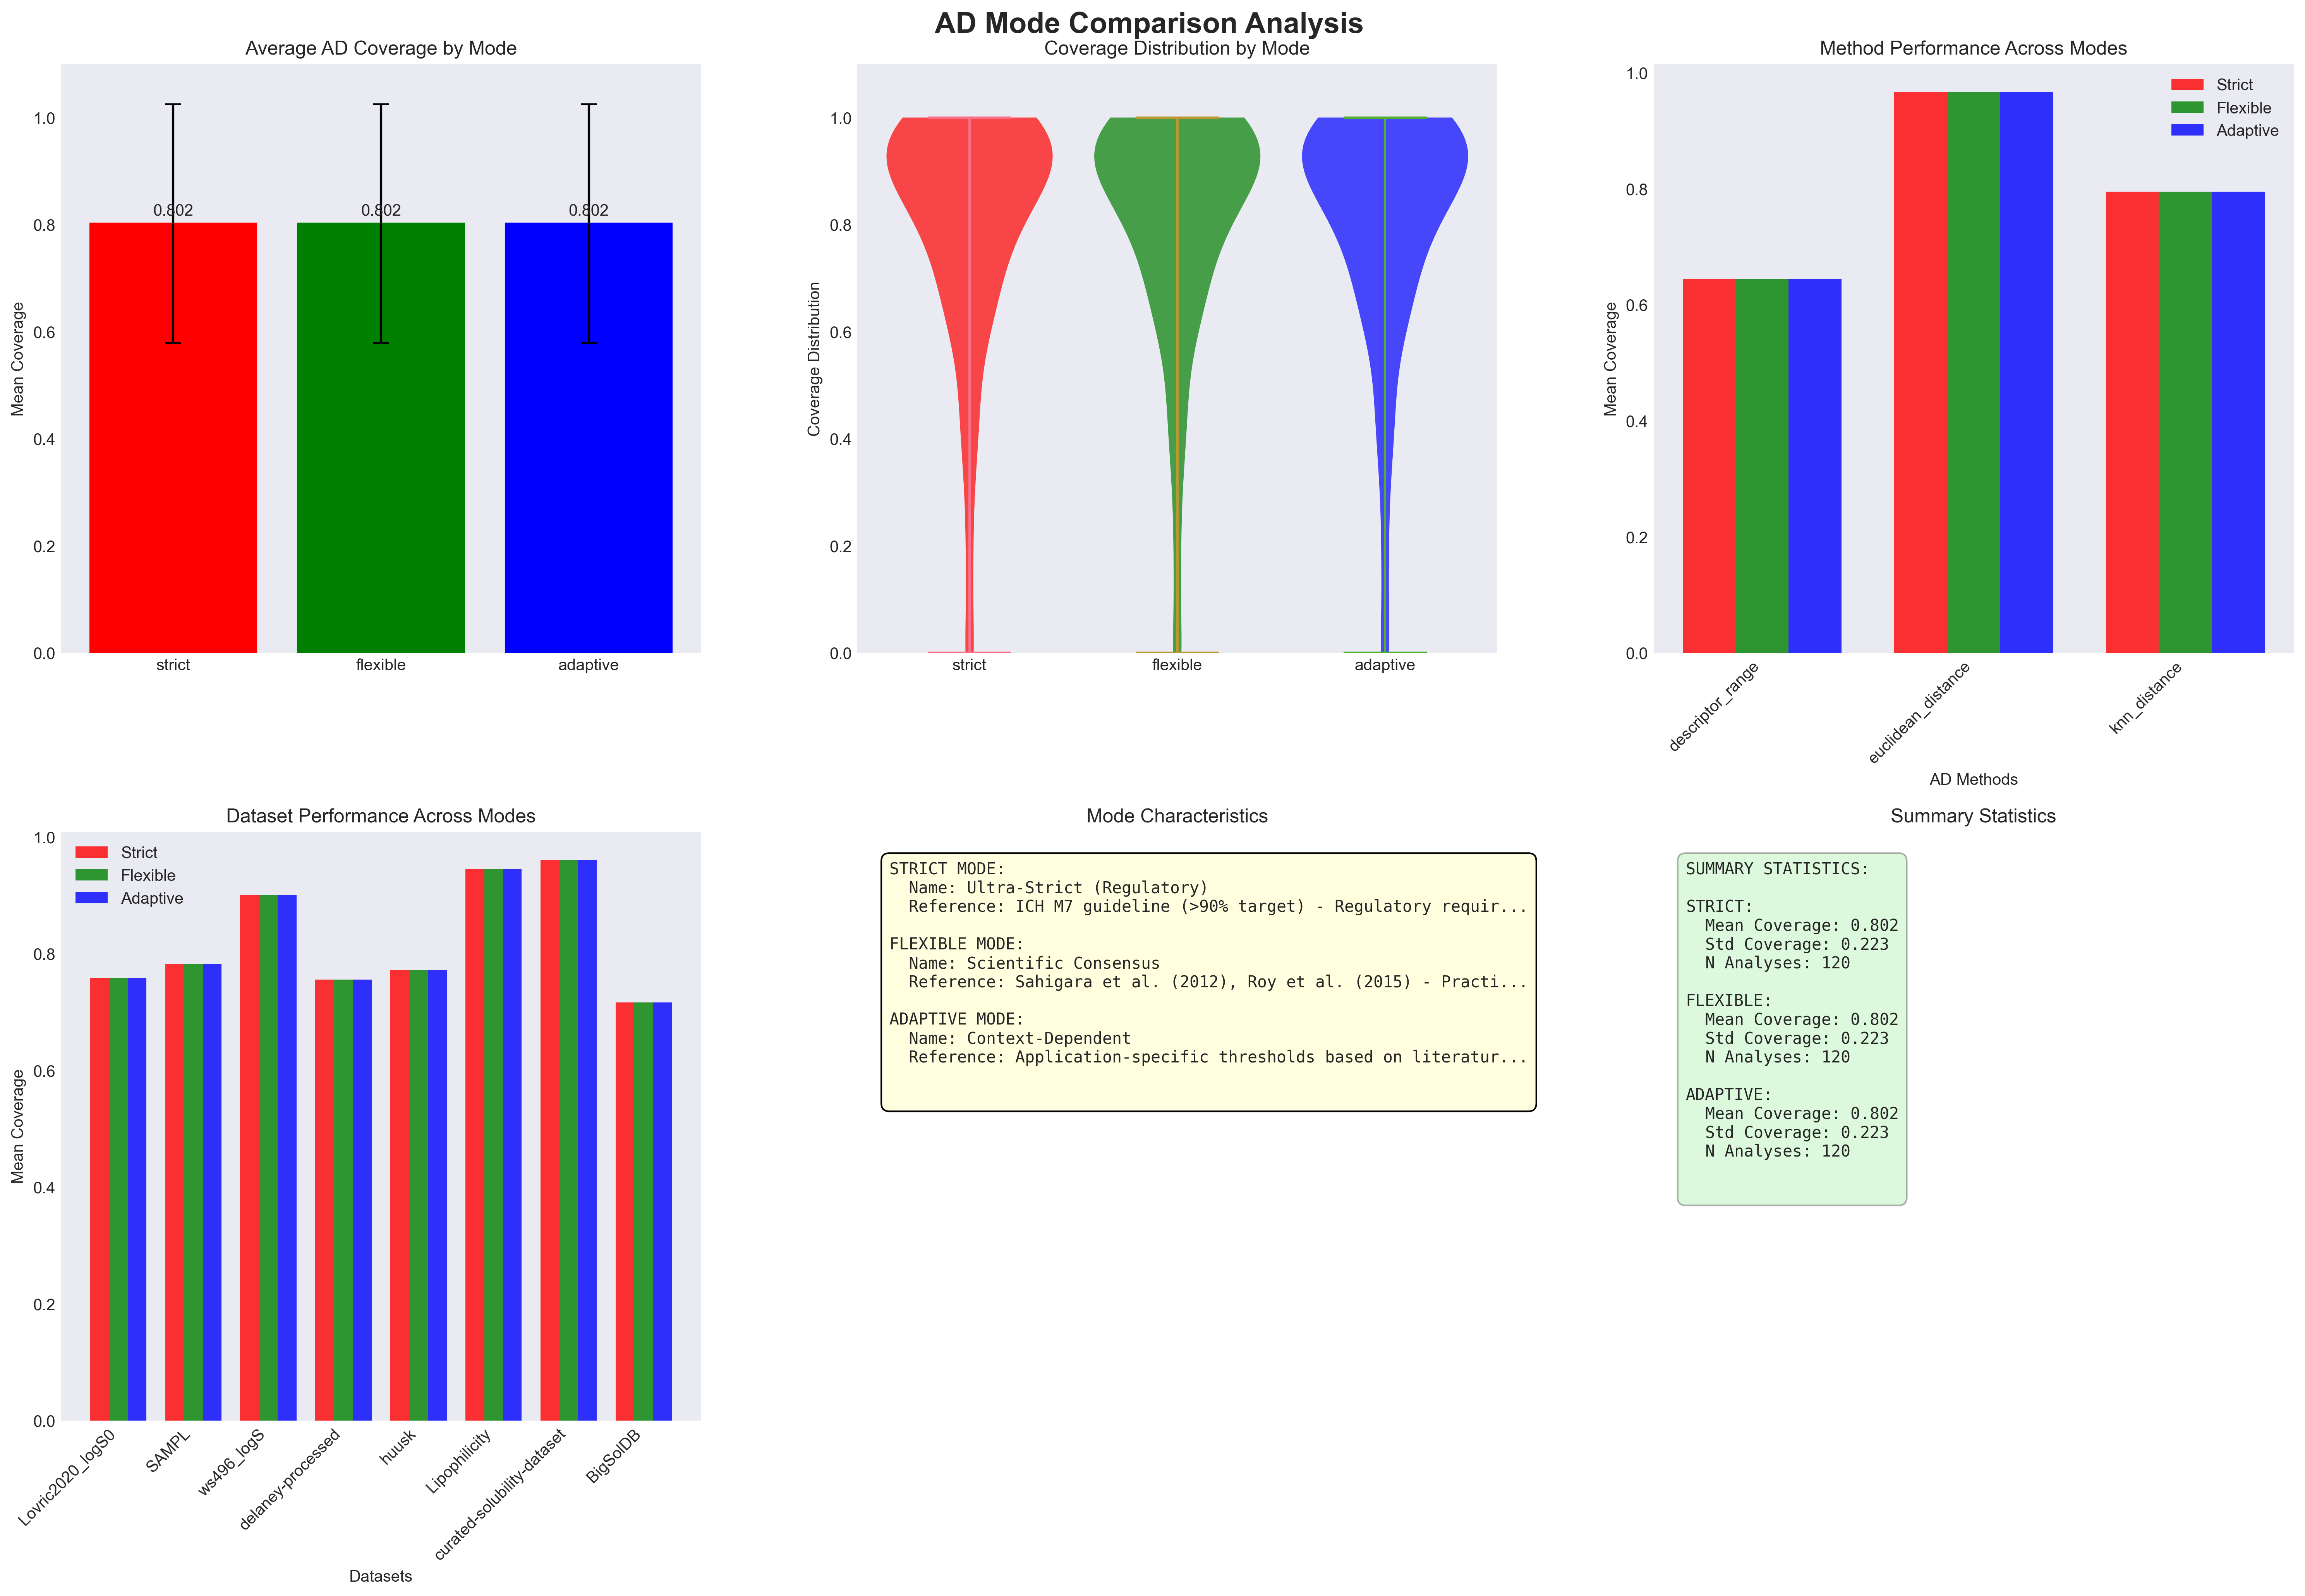 AD Mode Comparison Analysis
Average AD Coverage by Mode
Mean Coverage
1.0
0.8
0.6
0.4
0.2
0.0
0.802
0.802
0.802
strict
flexible
adaptive
Coverage Distribution by Mode
Coverage Distribution
1.0
0.8
0.6
0.4
0.2
0.0
strict
flexible
adaptive
Method Performance Across Modes
Mean Coverage
1.0
0.8
0.6
0.4
0.2
0.0
Strict
Flexible
Adaptive
descriptor_range
euclidean_distance
knn_distance
AD Methods
Dataset Performance Across Modes
Mean Coverage
1.0
0.8
0.6
0.4
0.2
0.0
Strict
Flexible
Adaptive
Lovric2020_logS0
SAMPL
ws496_logS
delaney-processed
huusk
Lipophilicity
curated-solubility-dataset
BigSolDB
Datasets
Mode Characteristics
STRICT MODE:
Name: Ultra-Strict (Regulatory)
Reference: ICH M7 guideline (>90% target) - Regulatory requir...
FLEXIBLE MODE:
Name: Scientific Consensus
Reference: Sahigara et al. (2012), Roy et al. (2015) - Practi...
ADAPTIVE MODE:
Name: Context-Dependent
Reference: Application-specific thresholds based on literatur...
Summary Statistics
SUMMARY STATISTICS:
STRICT:
Mean Coverage: 0.802
Std Coverage: 0.223
N Analyses: 120
FLEXIBLE:
Mean Coverage: 0.802
Std Coverage: 0.223
N Analyses: 120
ADAPTIVE:
Mean Coverage: 0.802
Std Coverage: 0.223
N Analyses: 120